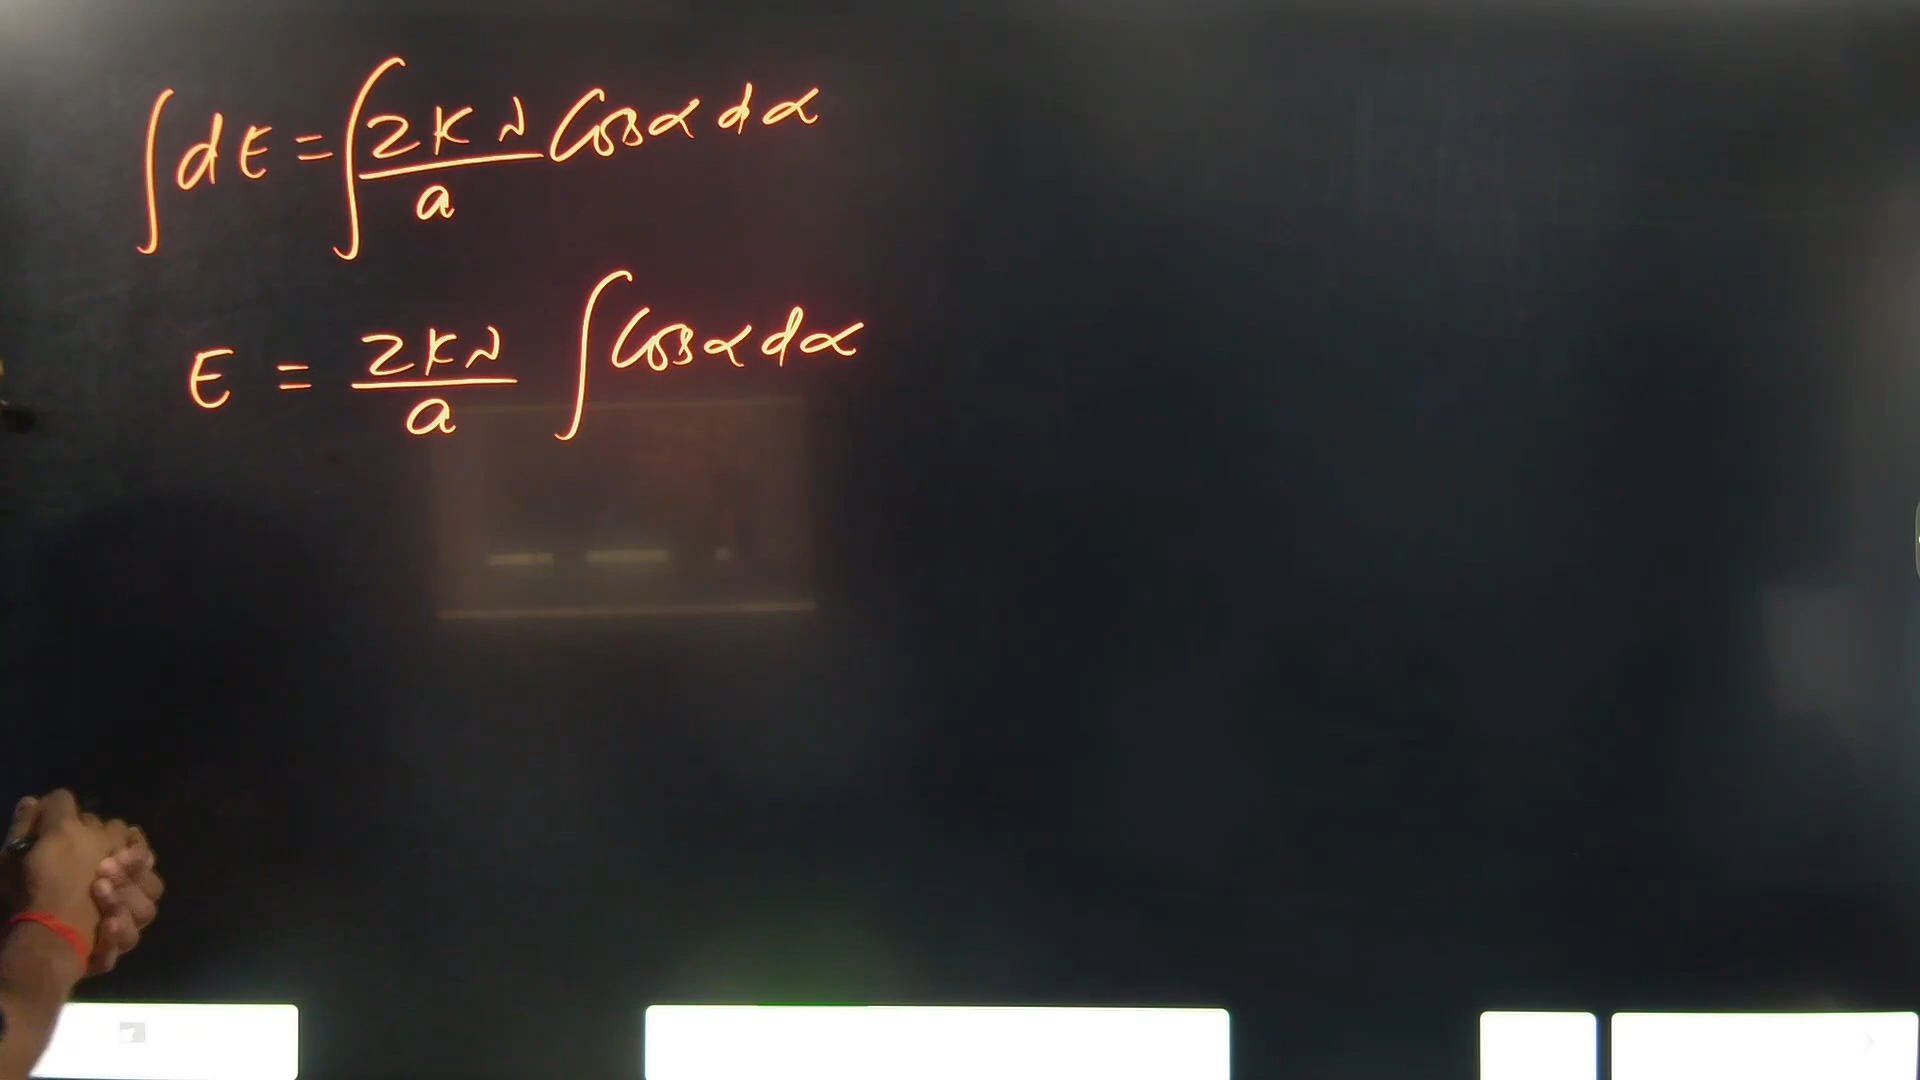 ∫dE = ∫ 2Kλ/a Cosα dα
E = 2Kλ/a ∫ Cosα dα